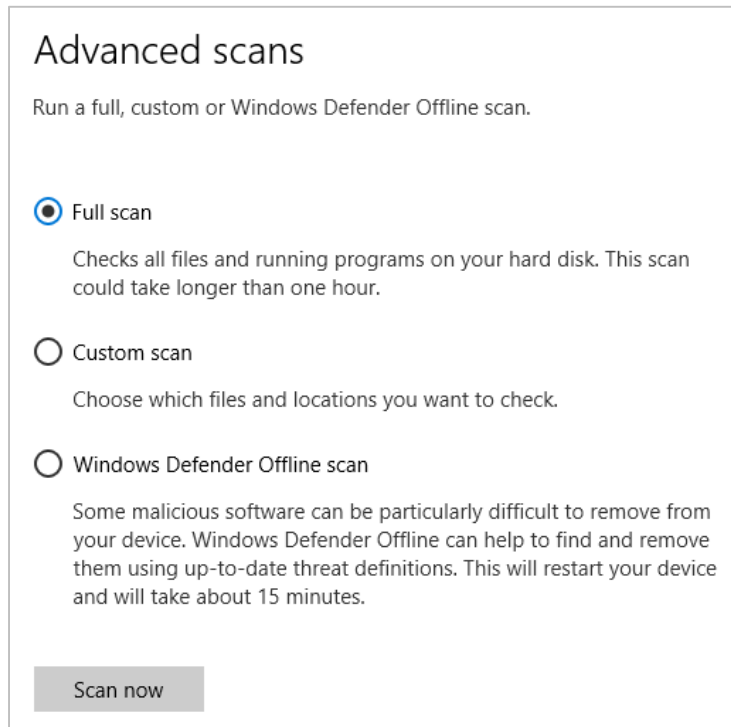 Advanced scans
Run a full, custom or Windows Defender Offline scan.
Full scan
Checks all files and running programs on your hard disk. This scan
could take longer than one hour.
Custom scan
Choose which files and locations you want to check.
Windows Defender Offline scan
Some malicious software can be particularly difficult to remove from
your device. Windows Defender Offline can help to find and remove
them using up-to-date threat definitions. This will restart your device
and will take about 15 minutes.
Scan now